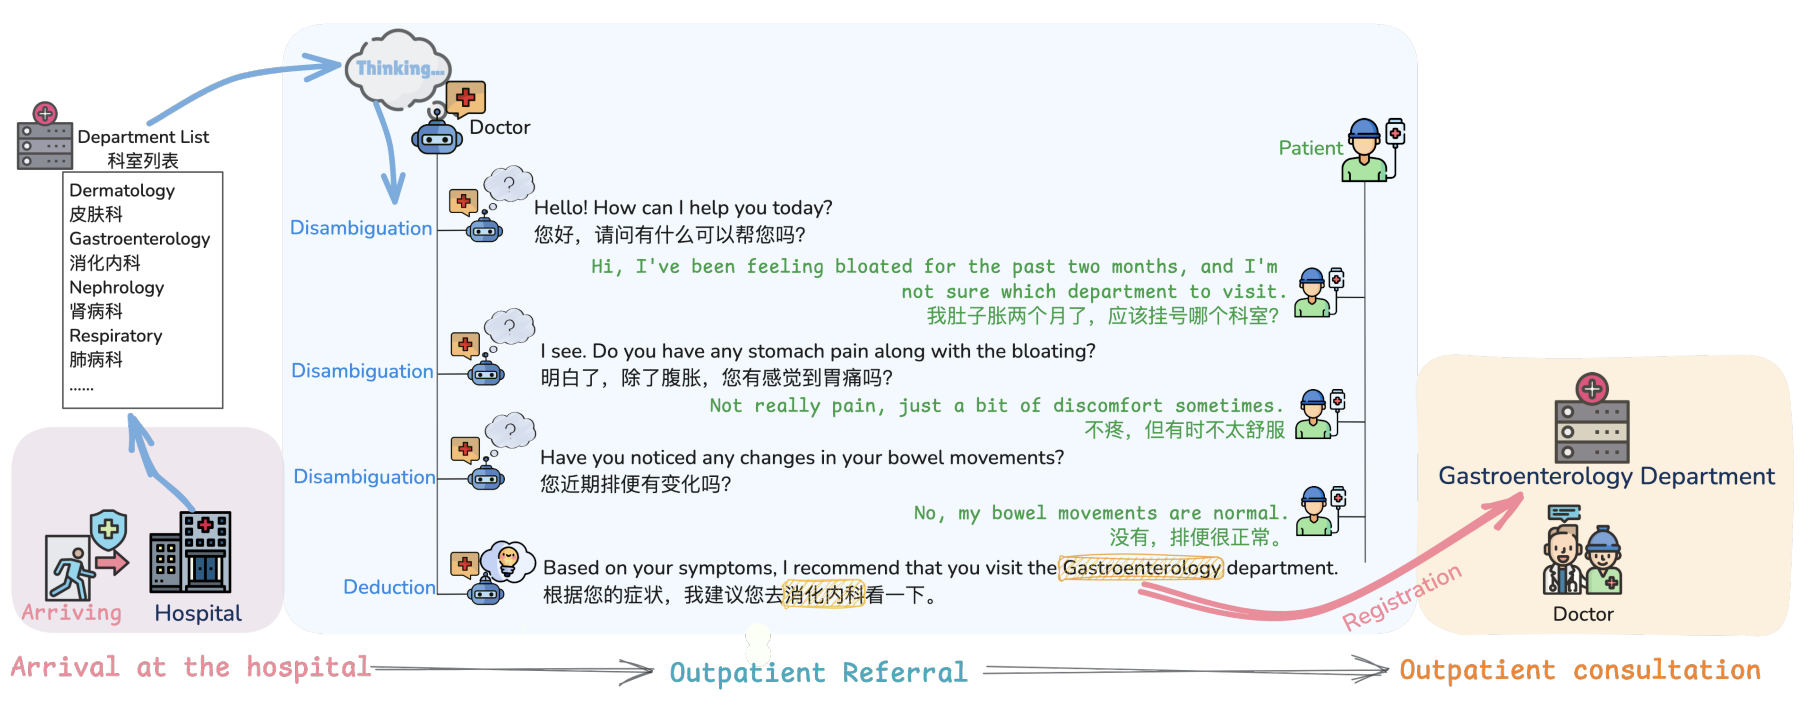 Thinking...
Doctor
Department List
科室列表
Dermatology
皮肤科
Gastroenterology
消化内科
Nephrology
肾病科
Respiratory
肺病科
......
Arriving
Hospital
Patient
Disambiguation
?
Hello! How can I help you today?
您好，请问有什么可以帮您吗？
Hi, I've been feeling bloated for the past two months, and I'm
not sure which department to visit.
我肚子胀两个月了，应该挂号哪个科室？
Disambiguation
?
I see. Do you have any stomach pain along with the bloating?
明白了，除了腹胀，您有感觉到胃痛吗？
Not really pain, just a bit of discomfort sometimes.
不疼，但有时不太舒服
Disambiguation
?
Have you noticed any changes in your bowel movements?
您近期排便有变化吗？
No, my bowel movements are normal.
没有，排便很正常。
Deduction
Based on your symptoms, I recommend that you visit the Gastroenterology department.
根据您的症状，我建议您去消化内科看一下。
Registration
Gastroenterology Department
Doctor
Arrival at the hospital
Outpatient Referral
Outpatient consultation